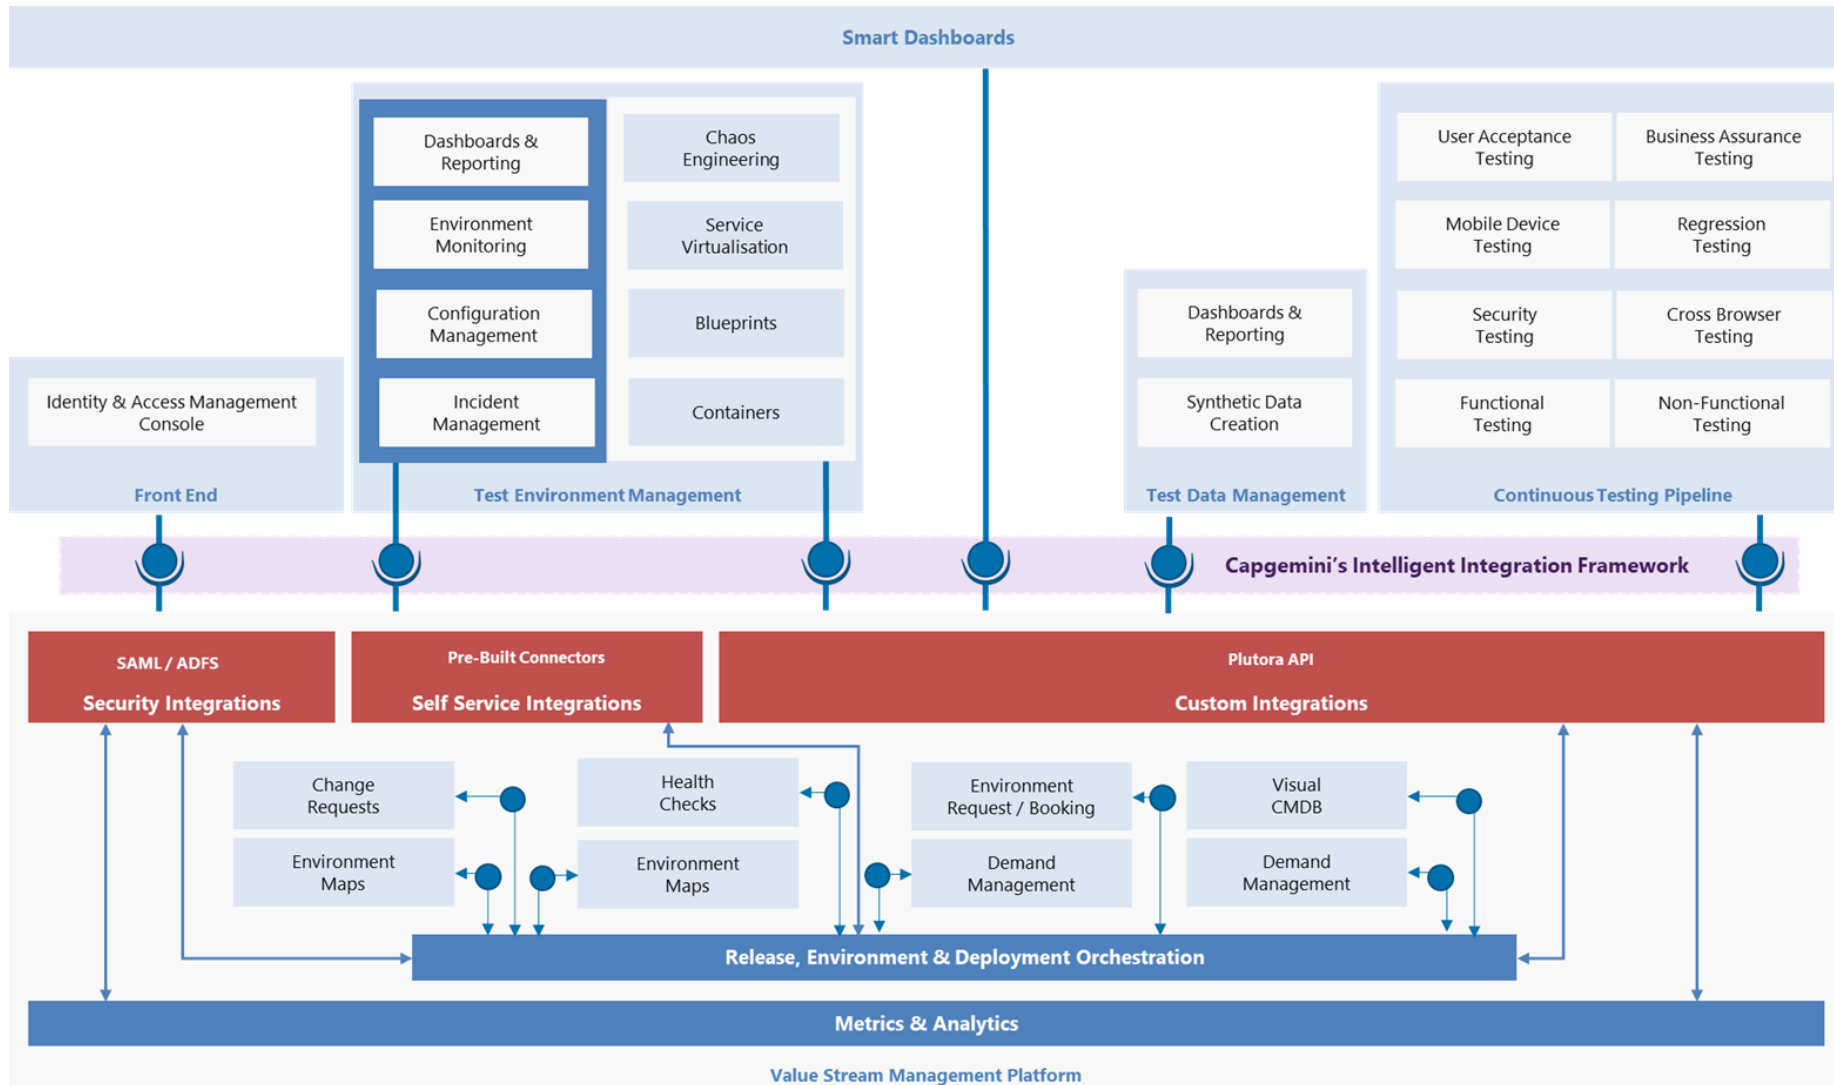 Smart Dashboards
Dashboards &
Reporting
Environment
Monitoring
Configuration
Management
Incident
Management
Chaos
Engineering
Service
Virtualisation
Blueprints
Containers
Test Environment Management
Identity & Access Management
Console
Front End
Dashboards &
Reporting
Synthetic Data
Creation
Test Data Management
User Acceptance
Testing
Business Assurance
Testing
Mobile Device
Testing
Regression
Testing
Security
Testing
Cross Browser
Testing
Functional
Testing
Non-Functional
Testing
Continuous Testing Pipeline
Capgemini's Intelligent Integration Framework
SAML / ADFS
Security Integrations
Pre-Built Connectors
Self Service Integrations
Plutora API
Custom Integrations
Change
Requests
Health
Checks
Environment
Request / Booking
Visual
CMDB
Environment
Maps
Environment
Maps
Demand
Management
Demand
Management
Release, Environment & Deployment Orchestration
Metrics & Analytics
Value Stream Management Platform